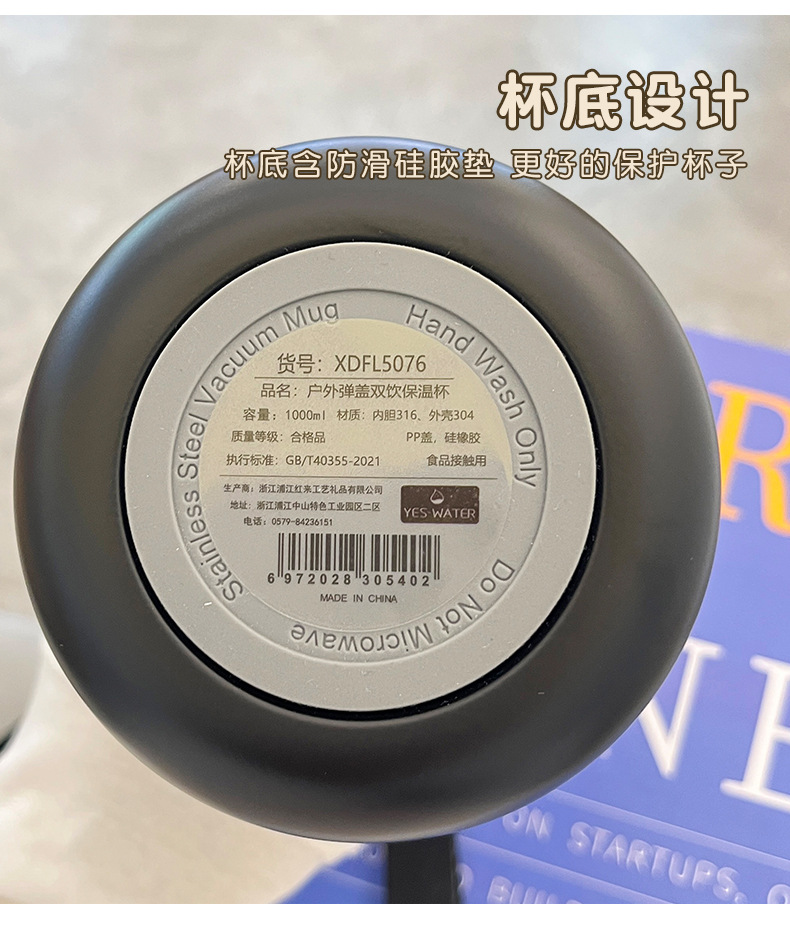 杯底设计
杯底含防滑硅胶垫 更好的保护杯子
Stainless Steel Vacuum Mug
Hand Wash Only
Do Not Microwave
货号：XDFL5076
品名：户外弹盖双饮保温杯
容量：1000ml 材质：内胆316、外壳304
质量等级：合格品 PP盖，硅橡胶
执行标准：GB/T40355-2021 食品接触用
生产商：浙江浦江红来工艺礼品有限公司
地址：浙江浦江中山特色工业园区二区
电话：0579-84236151
YES-WATER
6 972028 305402
MADE IN CHINA
R
NE
ON STARTUPS, O
BUIL